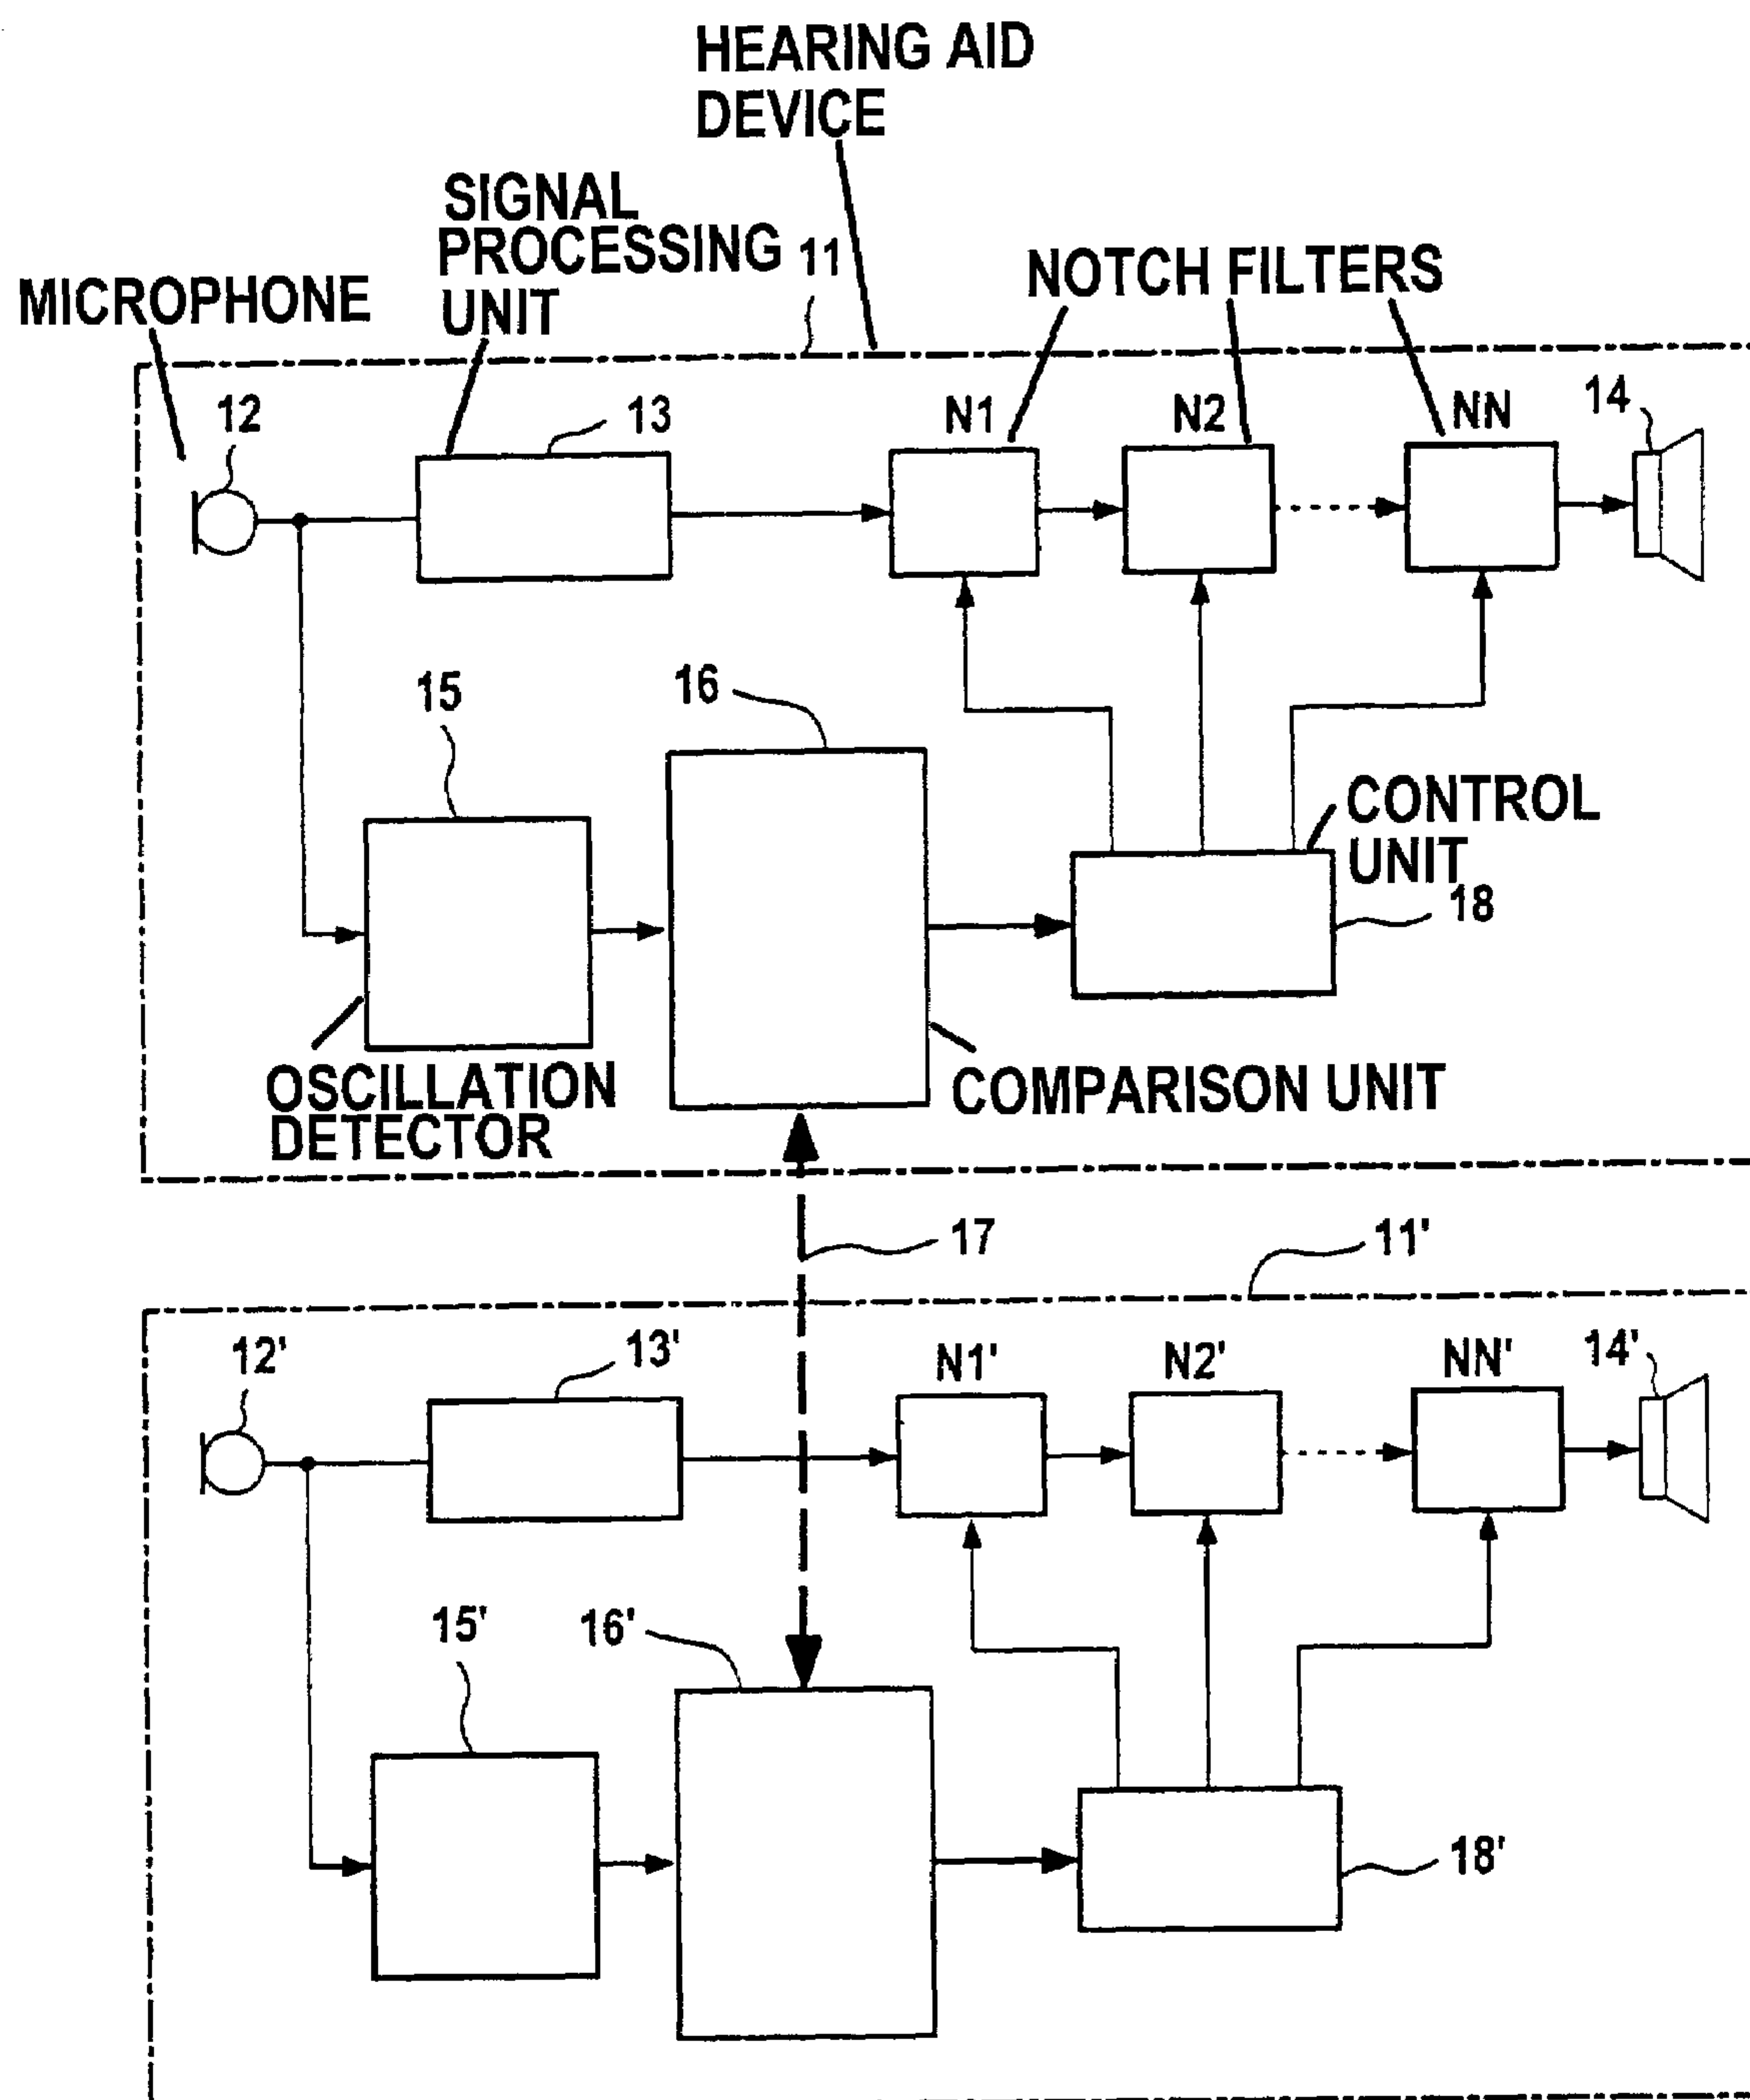 HEARING AID
DEVICE
SIGNAL
PROCESSING
UNIT
11
MICROPHONE
NOTCH FILTERS
12
13
N1
N2
NN
14
15
16
CONTROL
UNIT
18
OSCILLATION
DETECTOR
COMPARISON UNIT
17
11'
12'
13'
N1'
N2'
NN'
14'
15'
16'
18'